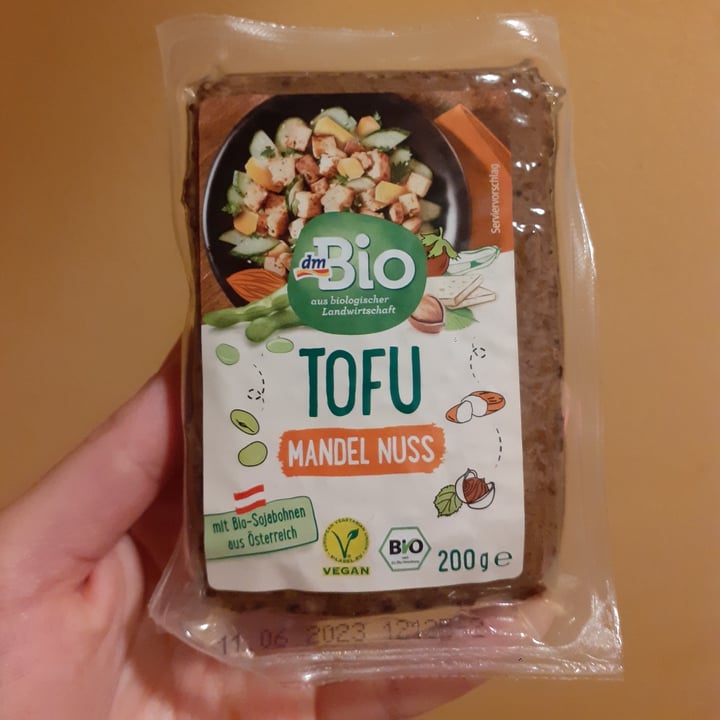 Serviervorschlag
dm Bio
aus biologischer
Landwirtschaft
TOFU
MANDEL NUSS
mit Bio-Sojabohnen
aus Österreich
VEGAN
BIO
200 g e
11 06 2023